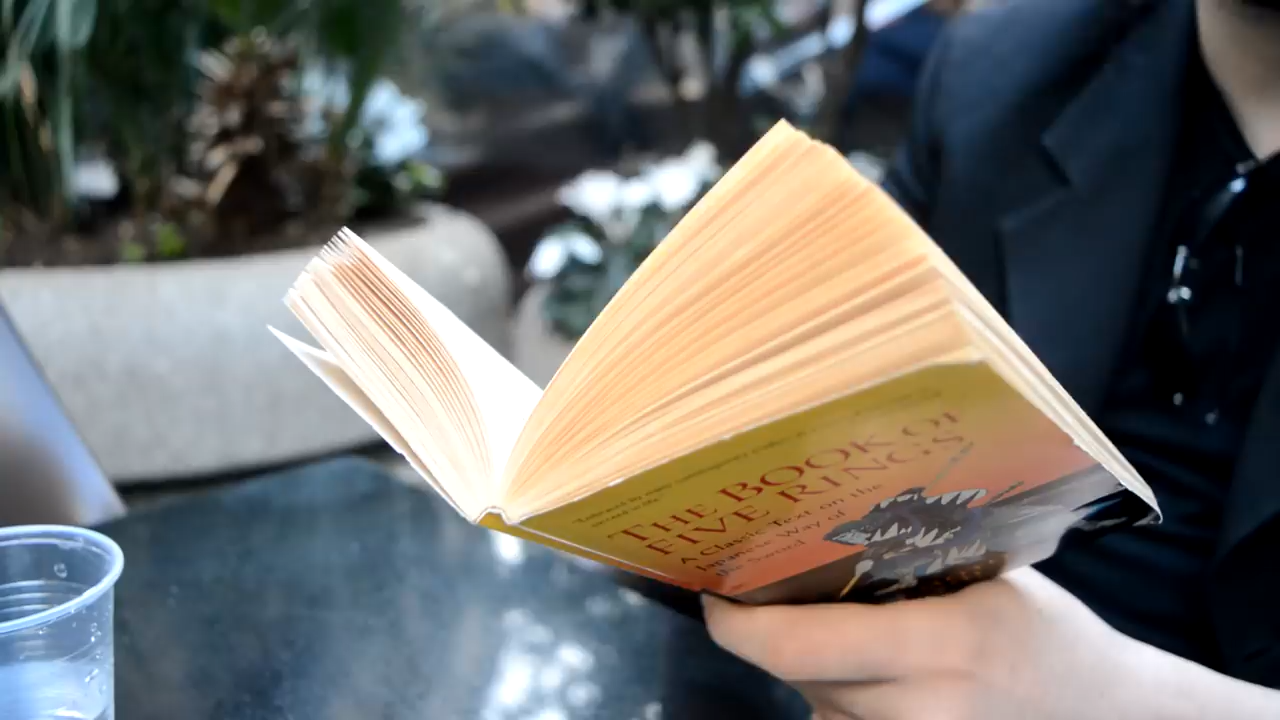 THE BOOK OF
FIVE RINGS
A Classic Text on the
Japanese Way of
the Sword